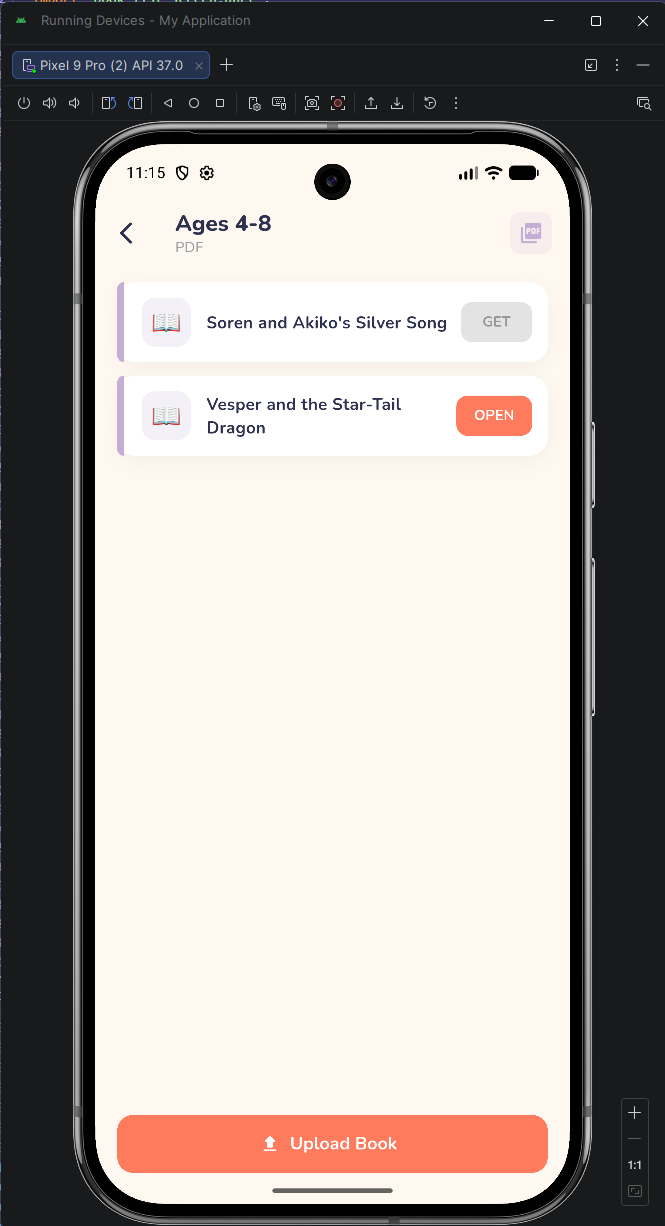 Running Devices - My Application
Pixel 9 Pro (2) API 37.0
11:15
Ages 4-8
PDF
PDF
Soren and Akiko's Silver Song
GET
Vesper and the Star-Tail
Dragon
OPEN
Upload Book
1:1